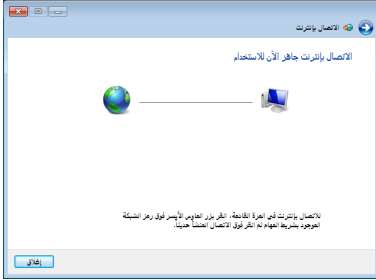 الاتصال بإنترنت
الاتصال بإنترنت جاهز الآن للاستخدام
للاتصال بإنترنت في المرة القادمة، انقر بزر الماوس الأيسر فوق رمز الشبكة
الموجود بشريط المهام ثم انقر فوق الاتصال المنشأ حديثاً.
إغلاق